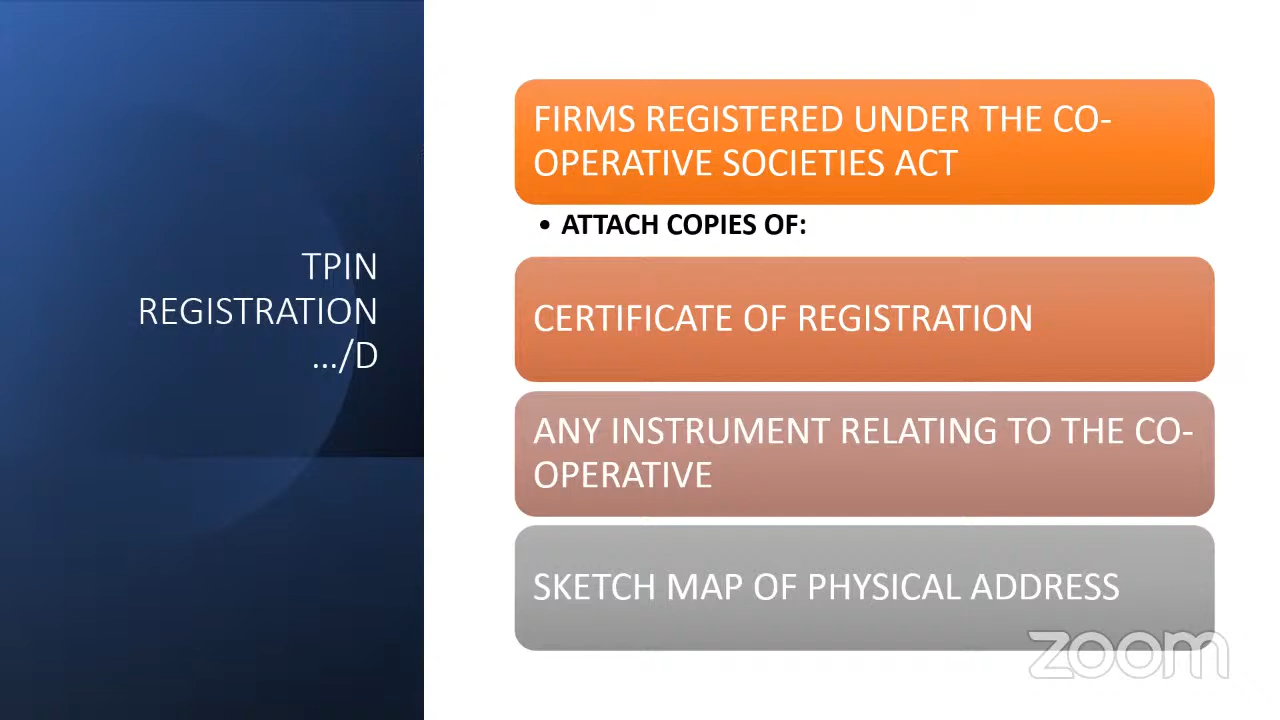 TPIN
REGISTRATION
.../D
FIRMS REGISTERED UNDER THE CO-
OPERATIVE SOCIETIES ACT
• ATTACH COPIES OF:
CERTIFICATE OF REGISTRATION
ANY INSTRUMENT RELATING TO THE CO-
OPERATIVE
SKETCH MAP OF PHYSICAL ADDRESS
zoom